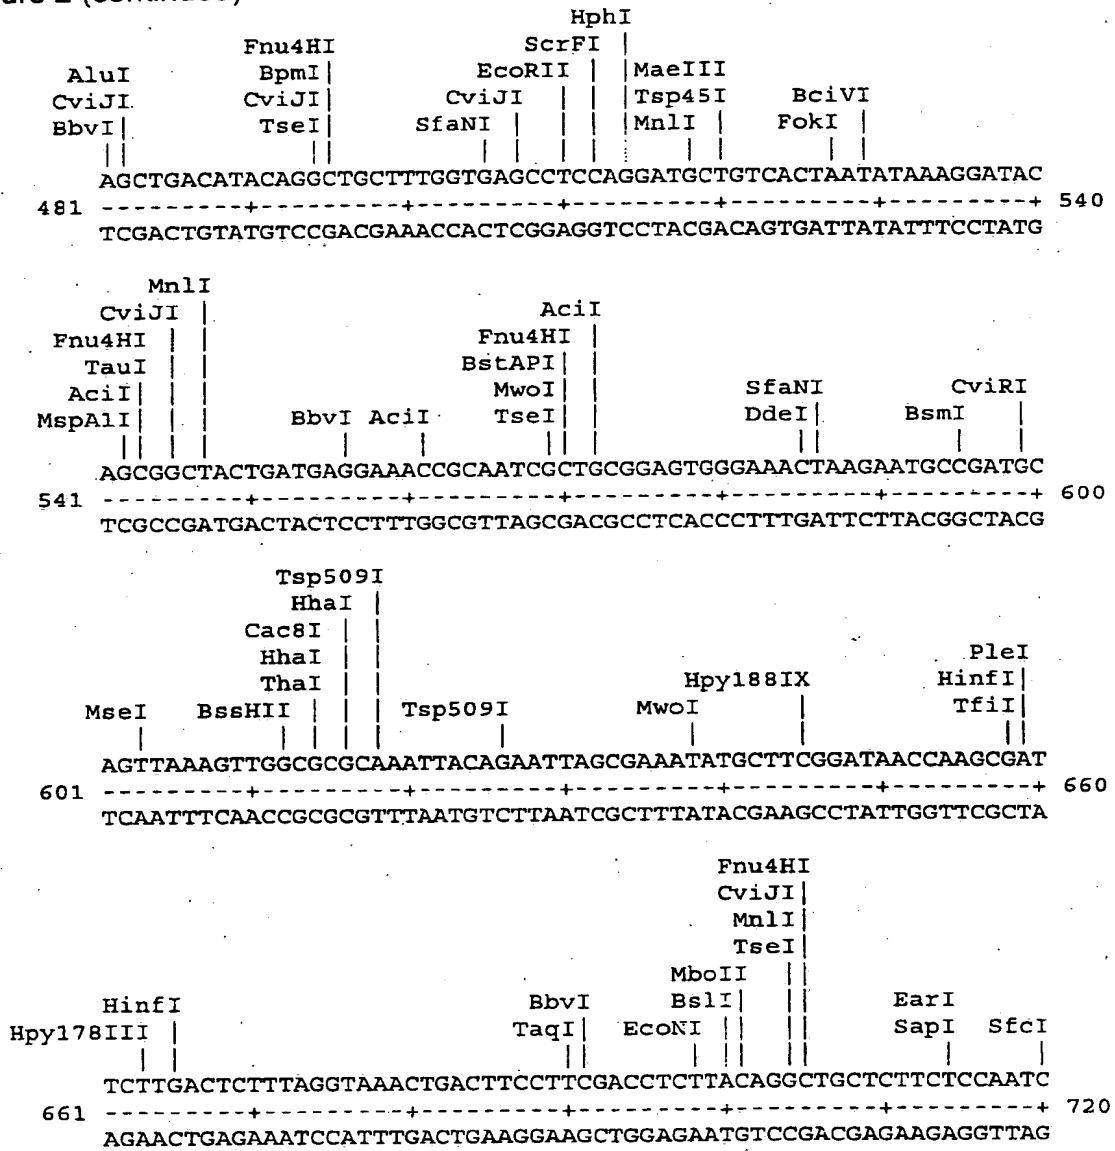 HphI
Fnu4HI ScrFI
AluI BpmI EcoRII MaeIII
CviJI CviJI CviJI Tsp45I BciVI
BbvI TseI SfaNI MnlI FokI
AGCTGACATACAGGCTGCTTTGGTGAGCCTCCAGGATGCTGTCACTAATATAAAGGATAC
481 ---------+---------+---------+---------+---------+---------+ 540
TCGACTGTATGTCCGACGAAACCACTCGGAGGTCCTACGACAGTGATTATATTTCCTATG
MnlI
CviJI AciI
Fnu4HI Fnu4HI
TauI BstAPI
AciI MwoI SfaNI CviRI
MspA1I BbvI AciI TseI DdeI BsmI
AGCGGCTACTGATGAGGAAACCGCAATCGCTGCGGAGTGGGAAACTAAGAATGCCGATGC
541 ---------+---------+---------+---------+---------+---------+ 600
TCGCCGATGACTACTCCTTTGGCGTTAGCGACGCCTCACCCTTTGATTCTTACGGCTACG
Tsp509I
HhaI
Cac8I
HhaI PleI
ThaI Hpy188IX HinfI
MseI BssHII Tsp509I MwoI TfiI
AGTTAAAGTTGGCGCGCAAATTACAGAATTAGCGAAATATGCTTCGGATAACCAAGCGAT
601 ---------+---------+---------+---------+---------+---------+ 660
TCAATTTCAACCGCGCGTTTAATGTCTTAATCGCTTTATACGAAGCCTATTGGTTCGCTA
Fnu4HI
CviJI
MnlI
TseI
MboII
HinfI BbvI BslI EarI
Hpy178III TaqI EcoNI SapI SfcI
TCTTGACTCTTTAGGTAAACTGACTTCCTTCGACCTCTTACAGGCTGCTCTTCTCCAATC
661 ---------+---------+---------+---------+---------+---------+ 720
AGAACTGAGAAATCCATTTGACTGAAGGAAGCTGGAGAATGTCCGACGAGAAGAGGTTAG